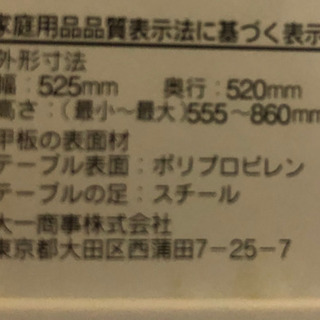 家庭用品品質表示法に基づく表示
外形寸法
幅：525mm　奥行：520mm
高さ：（最小～最大）555～860mm
甲板の表面材
テーブル表面：ポリプロピレン
テーブルの足：スチール
大一商事株式会社
東京都大田区西蒲田7-25-7